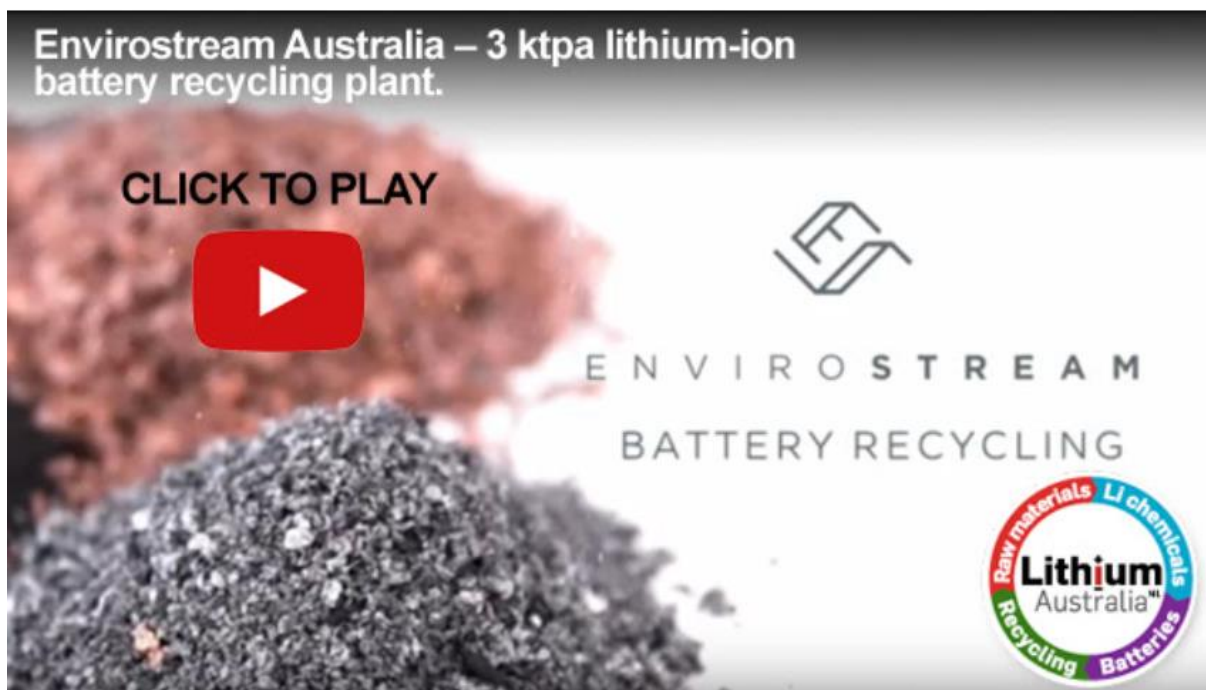 Envirostream Australia – 3 ktpa lithium-ion
battery recycling plant.
CLICK TO PLAY
ENVIROSTREAM
BATTERY RECYCLING
Raw materials
Li chemicals
Lithium
Australia NL
Recycling
Batteries